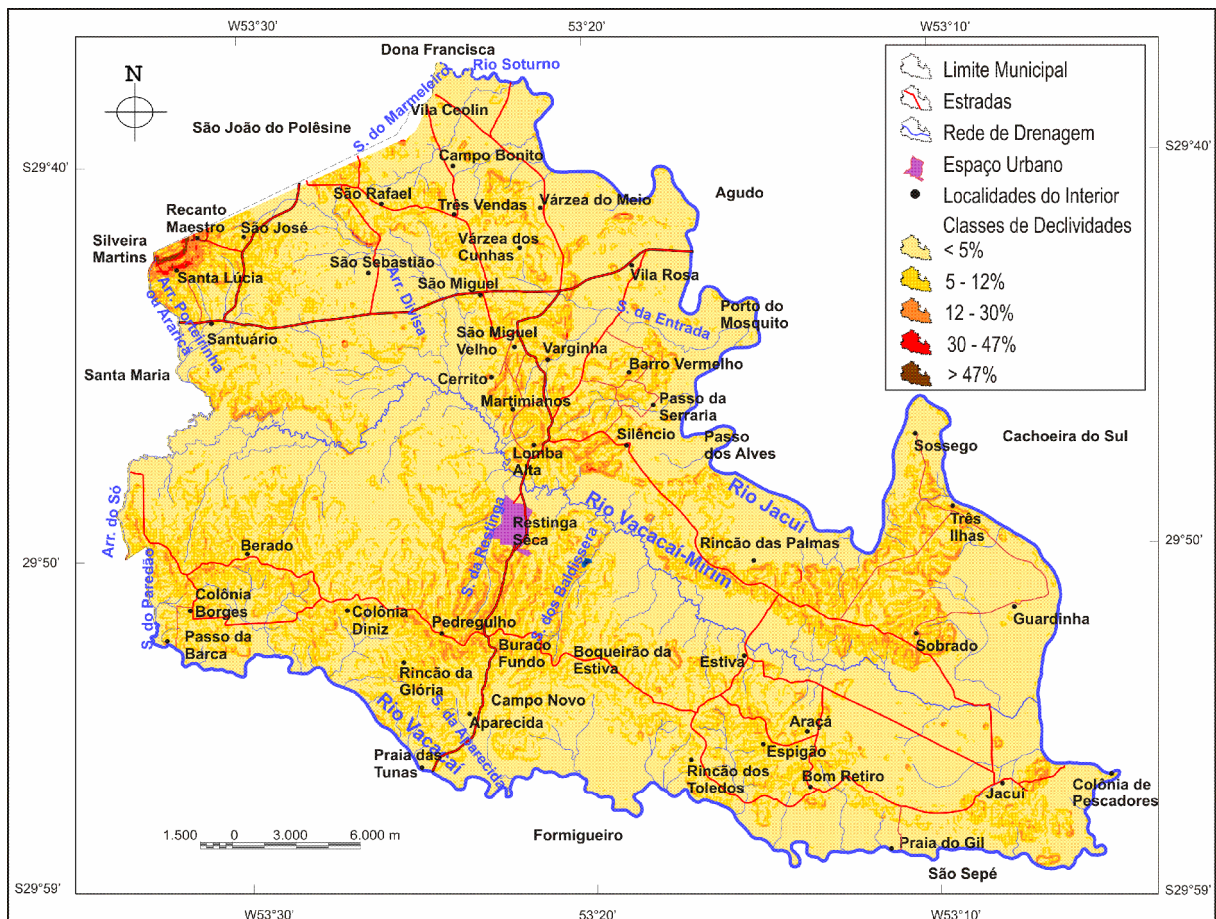 W53°30'
53°20'
W53°10'
Dona Francisca
Rio Soturno
N
S. do Marmeleiro
Vila Ceolin
São João do Polêsine
Campo Bonito
S29°40'
S29°40'
Agudo
São Rafael
Três Vendas
Várzea do Meio
Recanto
Maestro
São José
Várzea dos
Cunhas
Silveira
Martins
Santa Lúcia
São Sebastião
Arr. Divisa
São Miguel
Vila Rosa
Arr. Porteirinha
ou Arancá
S. da Entrada
Porto do
Mosquito
Santuário
São Miguel
Velho
Varginha
Santa Maria
Cerrito
Barro Vermelho
Martimianos
Passo da
Serraria
Silêncio
Passo
dos Alves
Lomba
Alta
Sossego
Cachoeira do Sul
Arr. do Só
S. da Restinga
Restinga
Sêca
Rio Vacacaí-Mirim
Rio Jacuí
Três
Ilhas
S29°50'
S29°50'
Berado
S. dos Baldissera
Rincão das Palmas
S. do Paredão
Colônia
Borges
Colônia
Diniz
Pedregulho
Guardinha
Passo da
Barca
Buraco
Fundo
Boqueirão da
Estiva
Estiva
Sobrado
Rincão da
Glória
Rio Vacacaí
S. da Aparecida
Campo Novo
Aparecida
Araçá
Espigão
Praia das
Tunas
Rincão dos
Toledos
Bom Retiro
Jacuí
Colônia de
Pescadores
Formigueiro
Praia do Gil
São Sepé
1.500 0 3.000 6.000 m
S29°59'
S29°59'
W53°30'
53°20'
W53°10'
Limite Municipal
Estradas
Rede de Drenagem
Espaço Urbano
Localidades do Interior
Classes de Declividades
< 5%
5 - 12%
12 - 30%
30 - 47%
> 47%